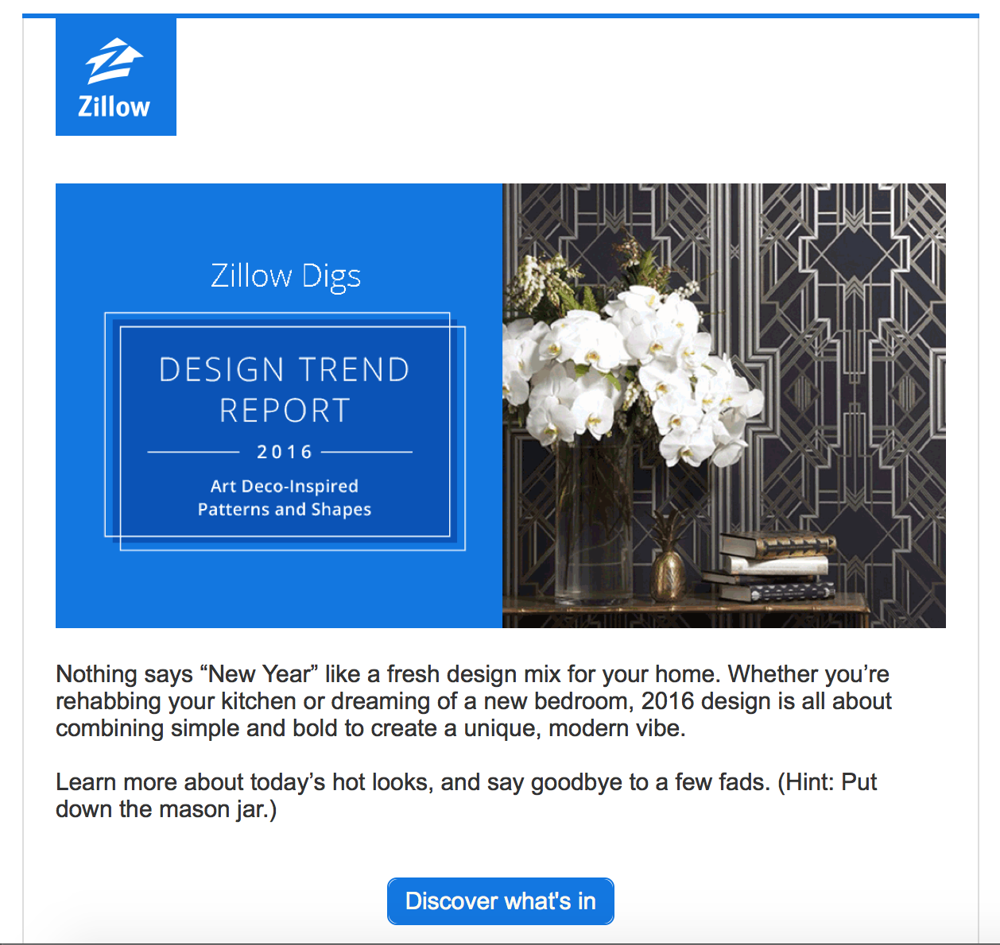 Zillow
Zillow Digs
DESIGN TREND
REPORT
2016
Art Deco-Inspired
Patterns and Shapes
Nothing says “New Year” like a fresh design mix for your home. Whether you’re
rehabbing your kitchen or dreaming of a new bedroom, 2016 design is all about
combining simple and bold to create a unique, modern vibe.
Learn more about today’s hot looks, and say goodbye to a few fads. (Hint: Put
down the mason jar.)
Discover what's in